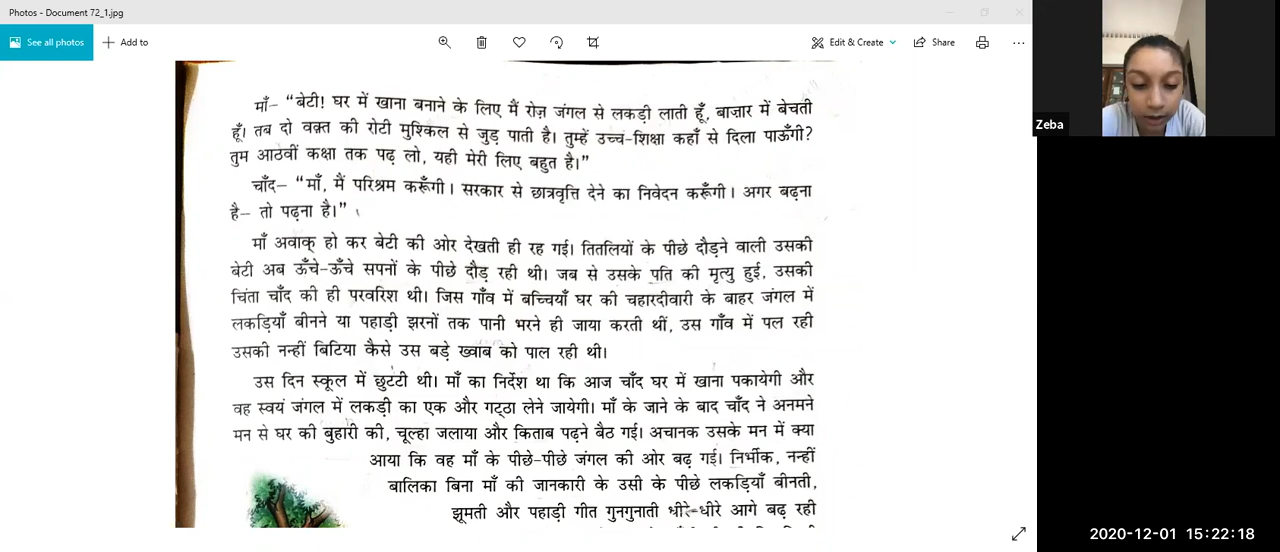 Photos - Document 72_1.jpg
See all photos
Add to
Edit & Create
Share
माँ– “बेटी! घर में खाना बनाने के लिए मैं रोज़ जंगल से लकड़ी लाती हूँ, बाज़ार में बेचती
हूँ। तब दो वक़्त की रोटी मुश्किल से जुड़ पाती है। तुम्हें उच्च-शिक्षा कहाँ से दिला पाऊँगी?
तुम आठवीं कक्षा तक पढ़ लो, यही मेरी लिए बहुत है।”
चाँद– “माँ, मैं परिश्रम करूँगी। सरकार से छात्रवृत्ति देने का निवेदन करूँगी। अगर बढ़ना
है– तो पढ़ना है।”
माँ अवाक् हो कर बेटी की ओर देखती ही रह गई। तितलियों के पीछे दौड़ने वाली उसकी
बेटी अब ऊँचे-ऊँचे सपनों के पीछे दौड़ रही थी। जब से उसके पति की मृत्यु हुई, उसकी
चिंता चाँद की ही परवरिश थी। जिस गाँव में बच्चियाँ घर की चहारदीवारी के बाहर जंगल में
लकड़ियाँ बीनने या पहाड़ी झरनों तक पानी भरने ही जाया करती थीं, उस गाँव में पल रही
उसकी नन्हीं बिटिया कैसे उस बड़े ख्वाब को पाल रही थी।
उस दिन स्कूल में छुटटी थी। माँ का निर्देश था कि आज चाँद घर में खाना पकायेगी और
वह स्वयं जंगल में लकड़ी का एक और गट्ठा लेने जायेगी। माँ के जाने के बाद चाँद ने अनमने
मन से घर की बुहारी की, चूल्हा जलाया और किताब पढ़ने बैठ गई। अचानक उसके मन में क्या
आया कि वह माँ के पीछे-पीछे जंगल की ओर बढ़ गई। निर्भीक, नन्हीं
बालिका बिना माँ की जानकारी के उसी के पीछे लकड़ियाँ बीनती,
झूमती और पहाड़ी गीत गुनगुनाती धीरे-धीरे आगे बढ़ रही
Zeba
2020-12-01 15:22:18